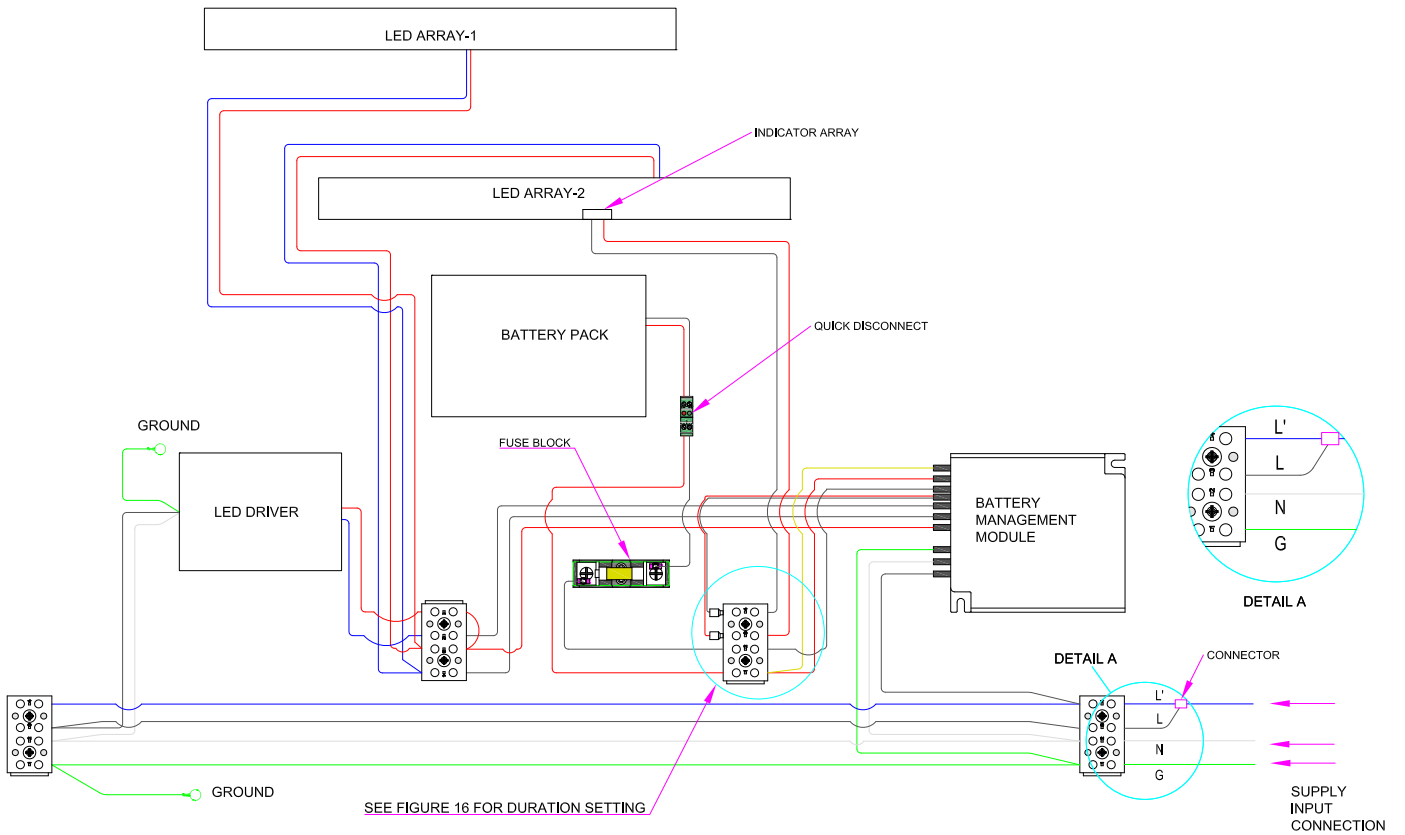 LED ARRAY-1
INDICATOR ARRAY
LED ARRAY-2
QUICK DISCONNECT
BATTERY PACK
GROUND
FUSE BLOCK
LED DRIVER
BATTERY
MANAGEMENT
MODULE
L'
L
N
G
DETAIL A
DETAIL A
CONNECTOR
L'
L
N
G
GROUND
SEE FIGURE 16 FOR DURATION SETTING
SUPPLY
INPUT
CONNECTION